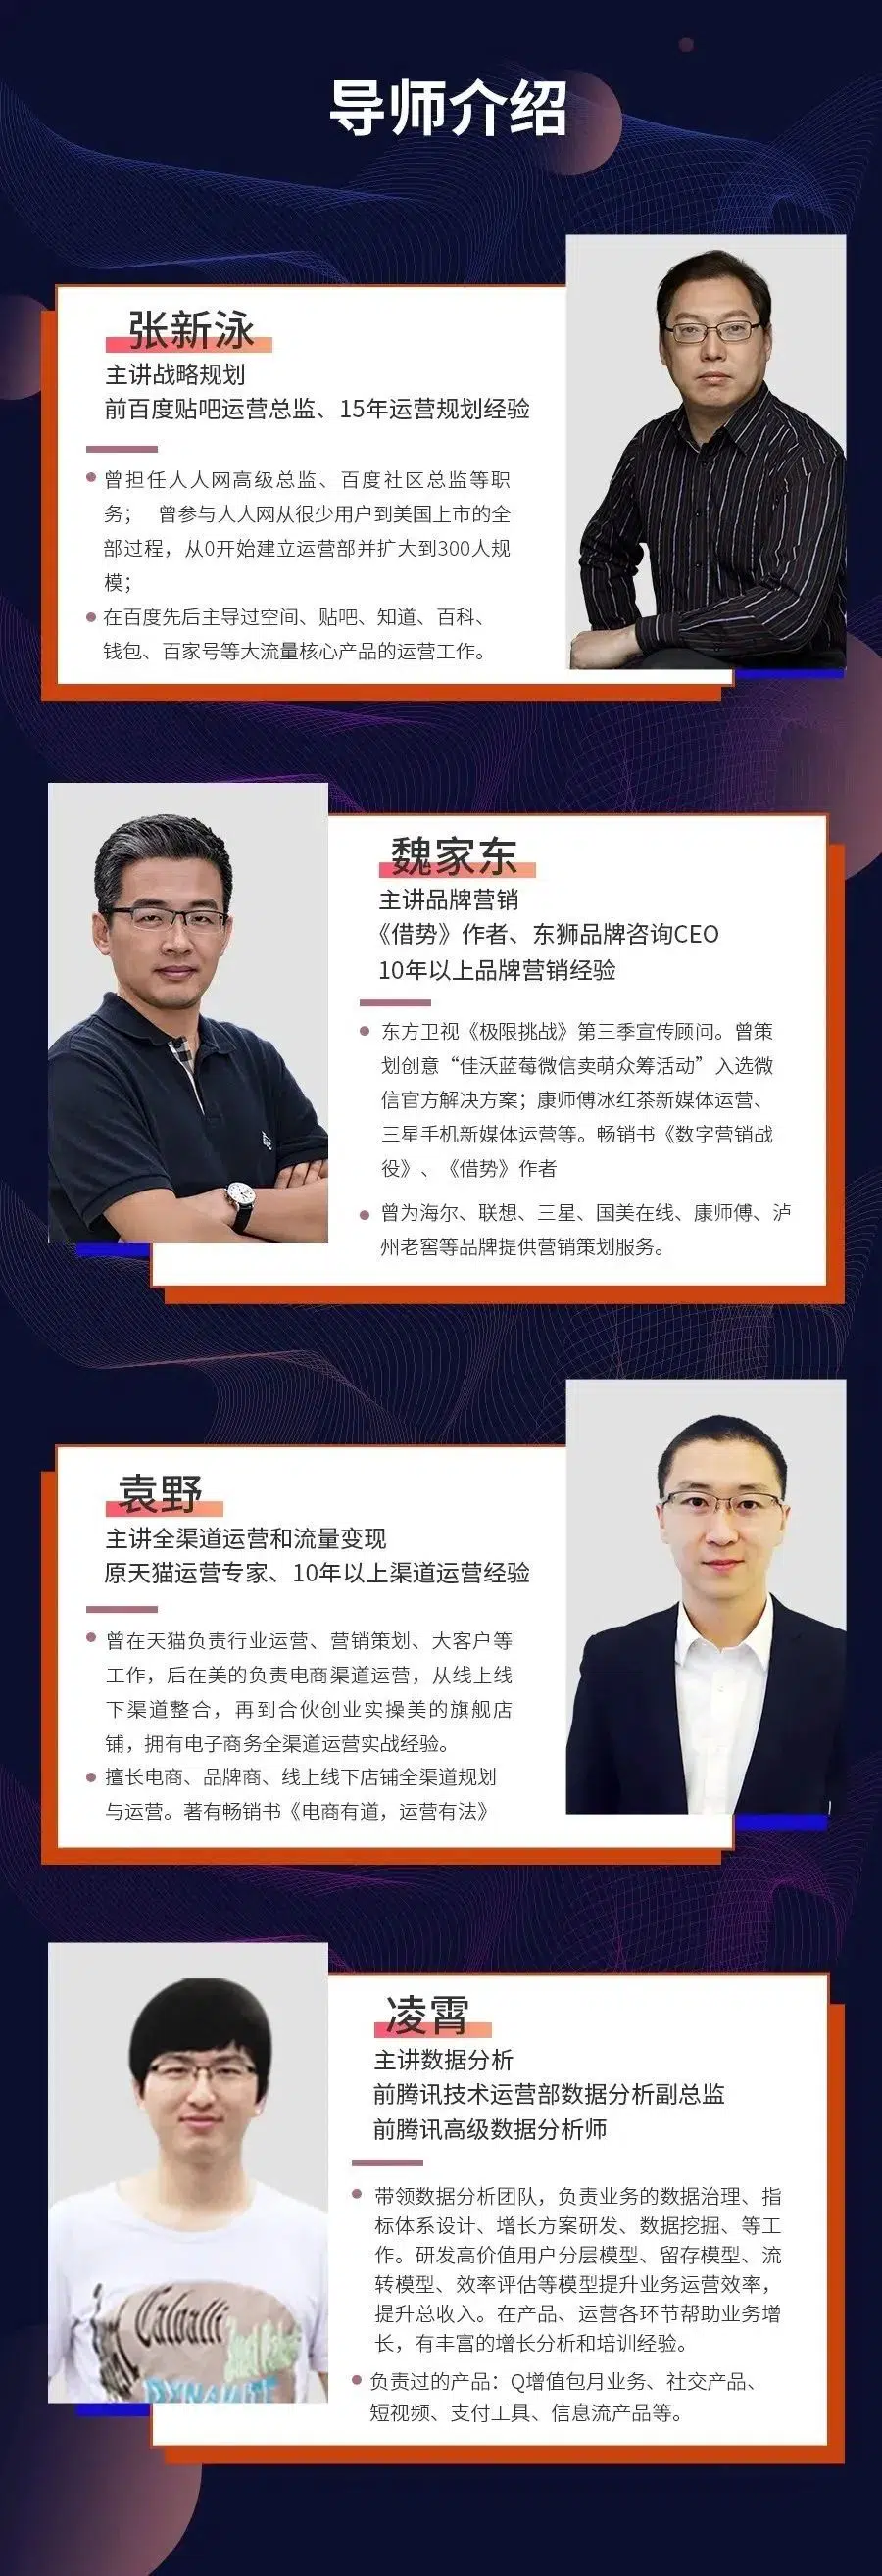 导师介绍
张新泳
主讲战略规划
前百度贴吧运营总监、15年运营规划经验
曾担任人人网高级总监、百度社区总监等职
务； 曾参与人人网从很少用户到美国上市的全
部过程，从0开始建立运营部并扩大到300人规
模；
在百度先后主导过空间、贴吧、知道、百科、
钱包、百家号等大流量核心产品的运营工作。
魏家东
主讲品牌营销
《借势》作者、东狮品牌咨询CEO
10年以上品牌营销经验
东方卫视《极限挑战》第三季宣传顾问。曾策
划创意“佳沃蓝莓微信卖萌众筹活动”入选微
信官方解决方案；康师傅冰红茶新媒体运营、
三星手机新媒体运营等。畅销书《数字营销战
役》、《借势》作者
曾为海尔、联想、三星、国美在线、康师傅、泸
州老窖等品牌提供营销策划服务。
袁野
主讲全渠道运营和流量变现
原天猫运营专家、10年以上渠道运营经验
曾在天猫负责行业运营、营销策划、大客户等
工作，后在美的负责电商渠道运营，从线上线
下渠道整合，再到合伙创业实操美的旗舰店
铺，拥有电子商务全渠道运营实战经验。
擅长电商、品牌商、线上线下店铺全渠道规划
与运营。著有畅销书《电商有道，运营有法》
凌霄
主讲数据分析
前腾讯技术运营部数据分析副总监
前腾讯高级数据分析师
带领数据分析团队，负责业务的数据治理、指
标体系设计、增长方案研发、数据挖掘、等工
作。研发高价值用户分层模型、留存模型、流
转模型、效率评估等模型提升业务运营效率，
提升总收入。在产品、运营各环节帮助业务增
长，有丰富的增长分析和培训经验。
负责过的产品：Q增值包月业务、社交产品、
短视频、支付工具、信息流产品等。